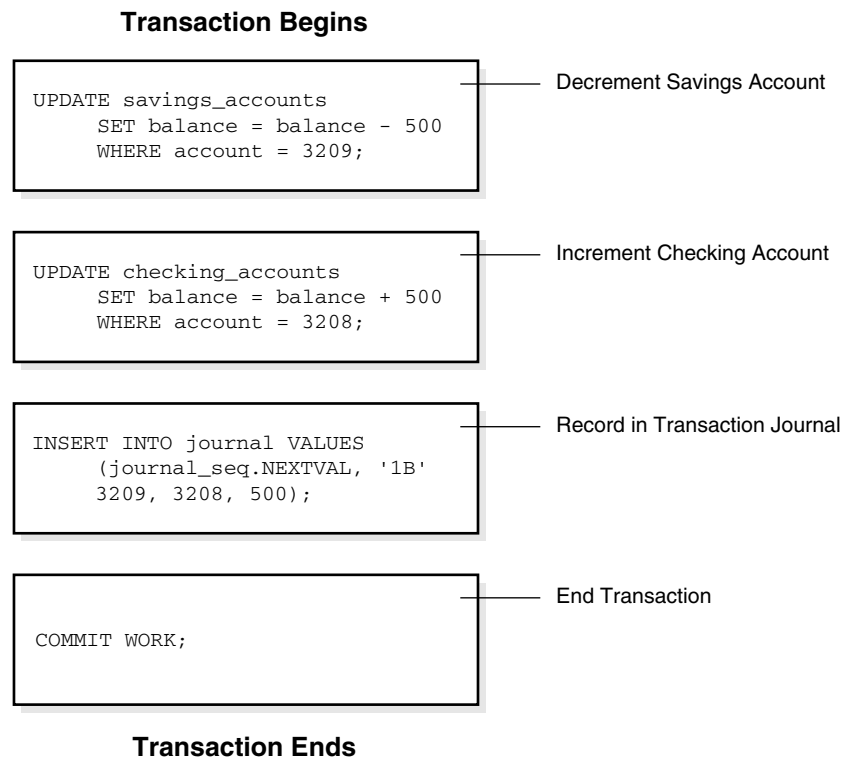 Transaction Begins
UPDATE savings_accounts
SET balance = balance - 500
WHERE account = 3209;
Decrement Savings Account
UPDATE checking_accounts
SET balance = balance + 500
WHERE account = 3208;
Increment Checking Account
INSERT INTO journal VALUES
(journal_seq.NEXTVAL, '1B'
3209, 3208, 500);
Record in Transaction Journal
COMMIT WORK;
End Transaction
Transaction Ends